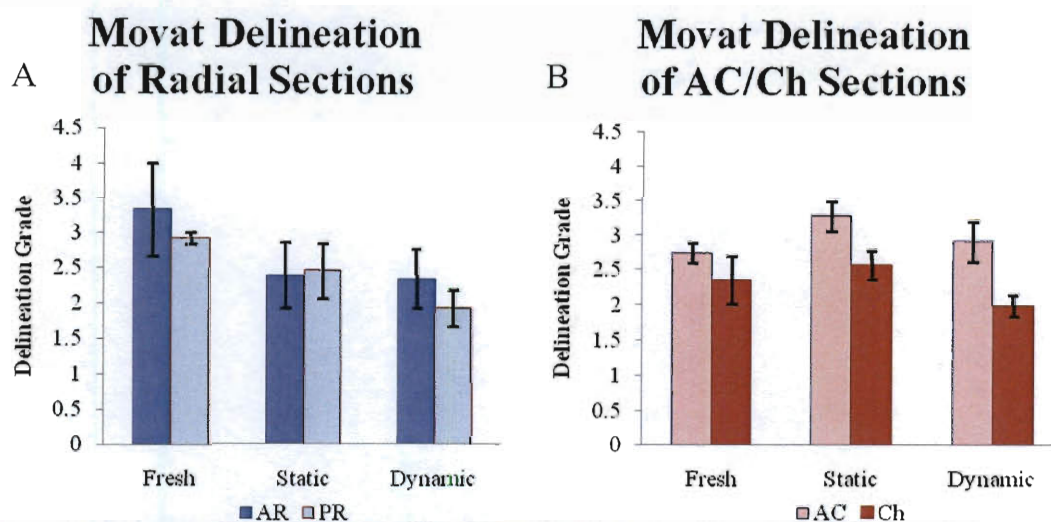 A
Movat Delineation
of Radial Sections
Delineation Grade
4.5
4
3.5
3
2.5
2
1.5
1
0.5
0
Fresh Static Dynamic
AR PR
B
Movat Delineation
of AC/Ch Sections
Delineation Grade
4.5
4
3.5
3
2.5
2
1.5
1
0.5
0
Fresh Static Dynamic
AC Ch